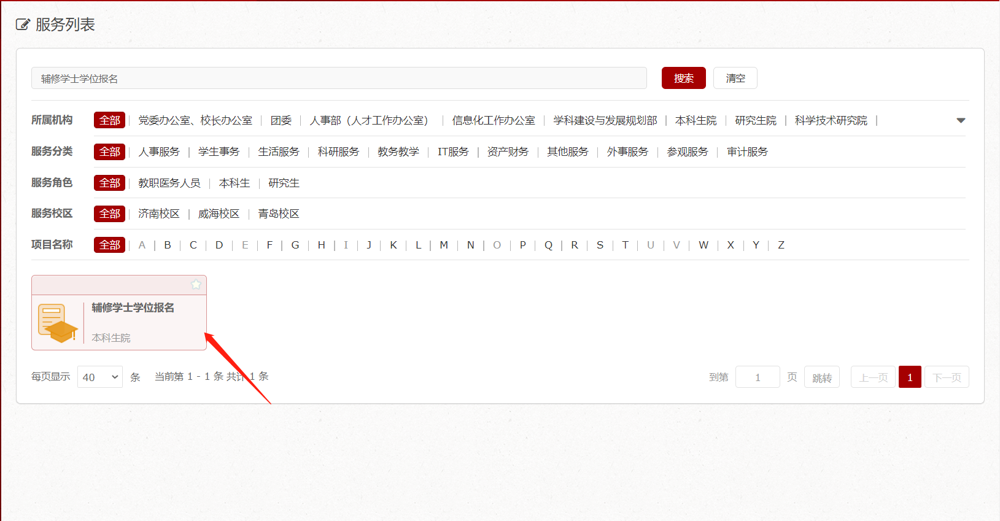 服务列表
辅修学士学位报名 搜索 清空
所属机构 全部 党委办公室、校长办公室 团委 人事部（人才工作办公室） 信息化工作办公室 学科建设与发展规划部 本科生院 研究生院 科学技术研究院
服务分类 全部 人事服务 学生事务 生活服务 科研服务 教务教学 IT服务 资产财务 其他服务 外事服务 参观服务 审计服务
服务角色 全部 教职医务人员 本科生 研究生
服务校区 全部 济南校区 威海校区 青岛校区
项目名称 全部 A B C D E F G H I J K L M N O P Q R S T U V W X Y Z
辅修学士学位报名
本科生院
每页显示 40 条 当前第 1 - 1 条 共计 1 条 到第 1 页 跳转 上一页 1 下一页